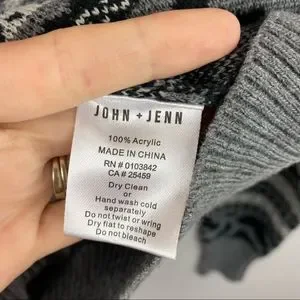 JOHN + JENN
100% Acrylic
MADE IN CHINA
RN # 0103842
CA # 25459
Dry Clean
or
Hand wash cold
separately
Do not twist or wring
Dry flat to reshape
Do not bleach